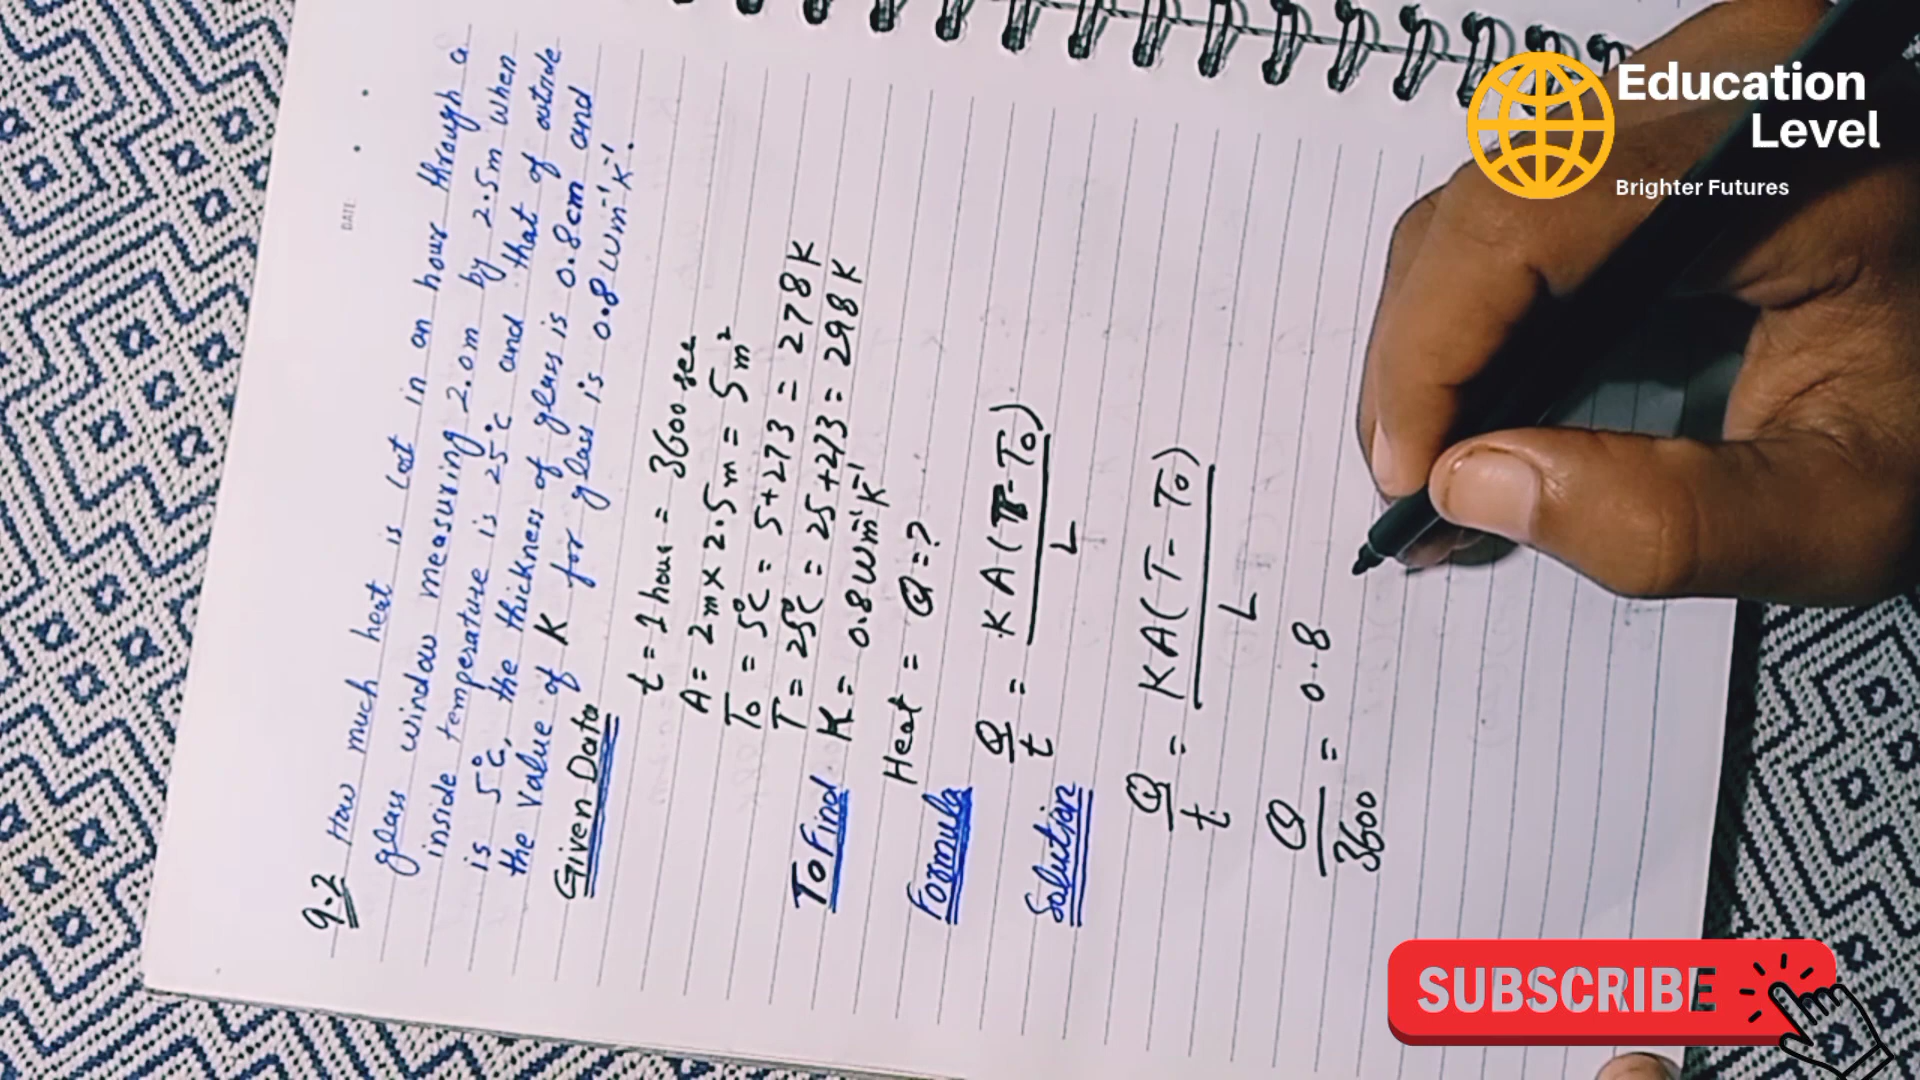 DATE:
9.2 How much heat is lost in an hour through a
glass window measuring 2.0m by 2.5m when
inside temperature is 25°c and that of outside
is 5°c, the thickness of glass is 0.8cm and
the value of K for glass is 0.8Wm⁻¹K⁻¹.
Given Data
t = 1 hour = 3600 sec
A = 2m x 2.5m = 5m²
T₀ = 5°C = 5+273 = 278K
T = 25°C = 25+273 = 298K
K = 0.8Wm⁻¹K⁻¹
To Find
Heat = Q = ?
Formula
Q/t = KA(T-T₀)/L
Solution
Q/t = KA(T-T₀)/L
Q/3600 = 0.8
Education
Level
Brighter Futures
SUBSCRIBE